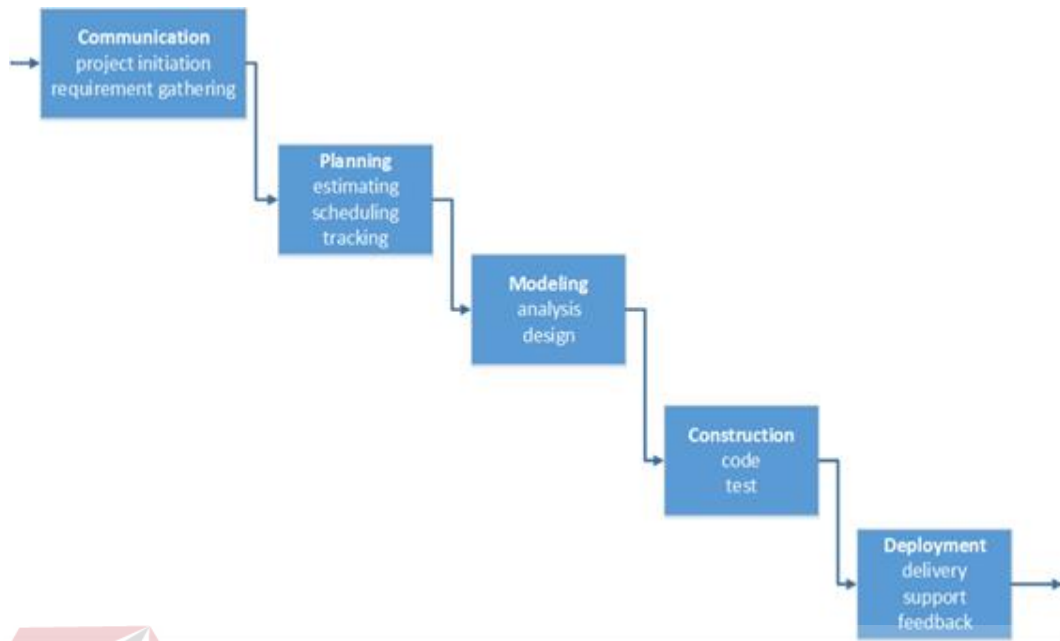 Communication
project initiation
requirement gathering
Planning
estimating
scheduling
tracking
Modeling
analysis
design
Construction
code
test
Deployment
delivery
support
feedback